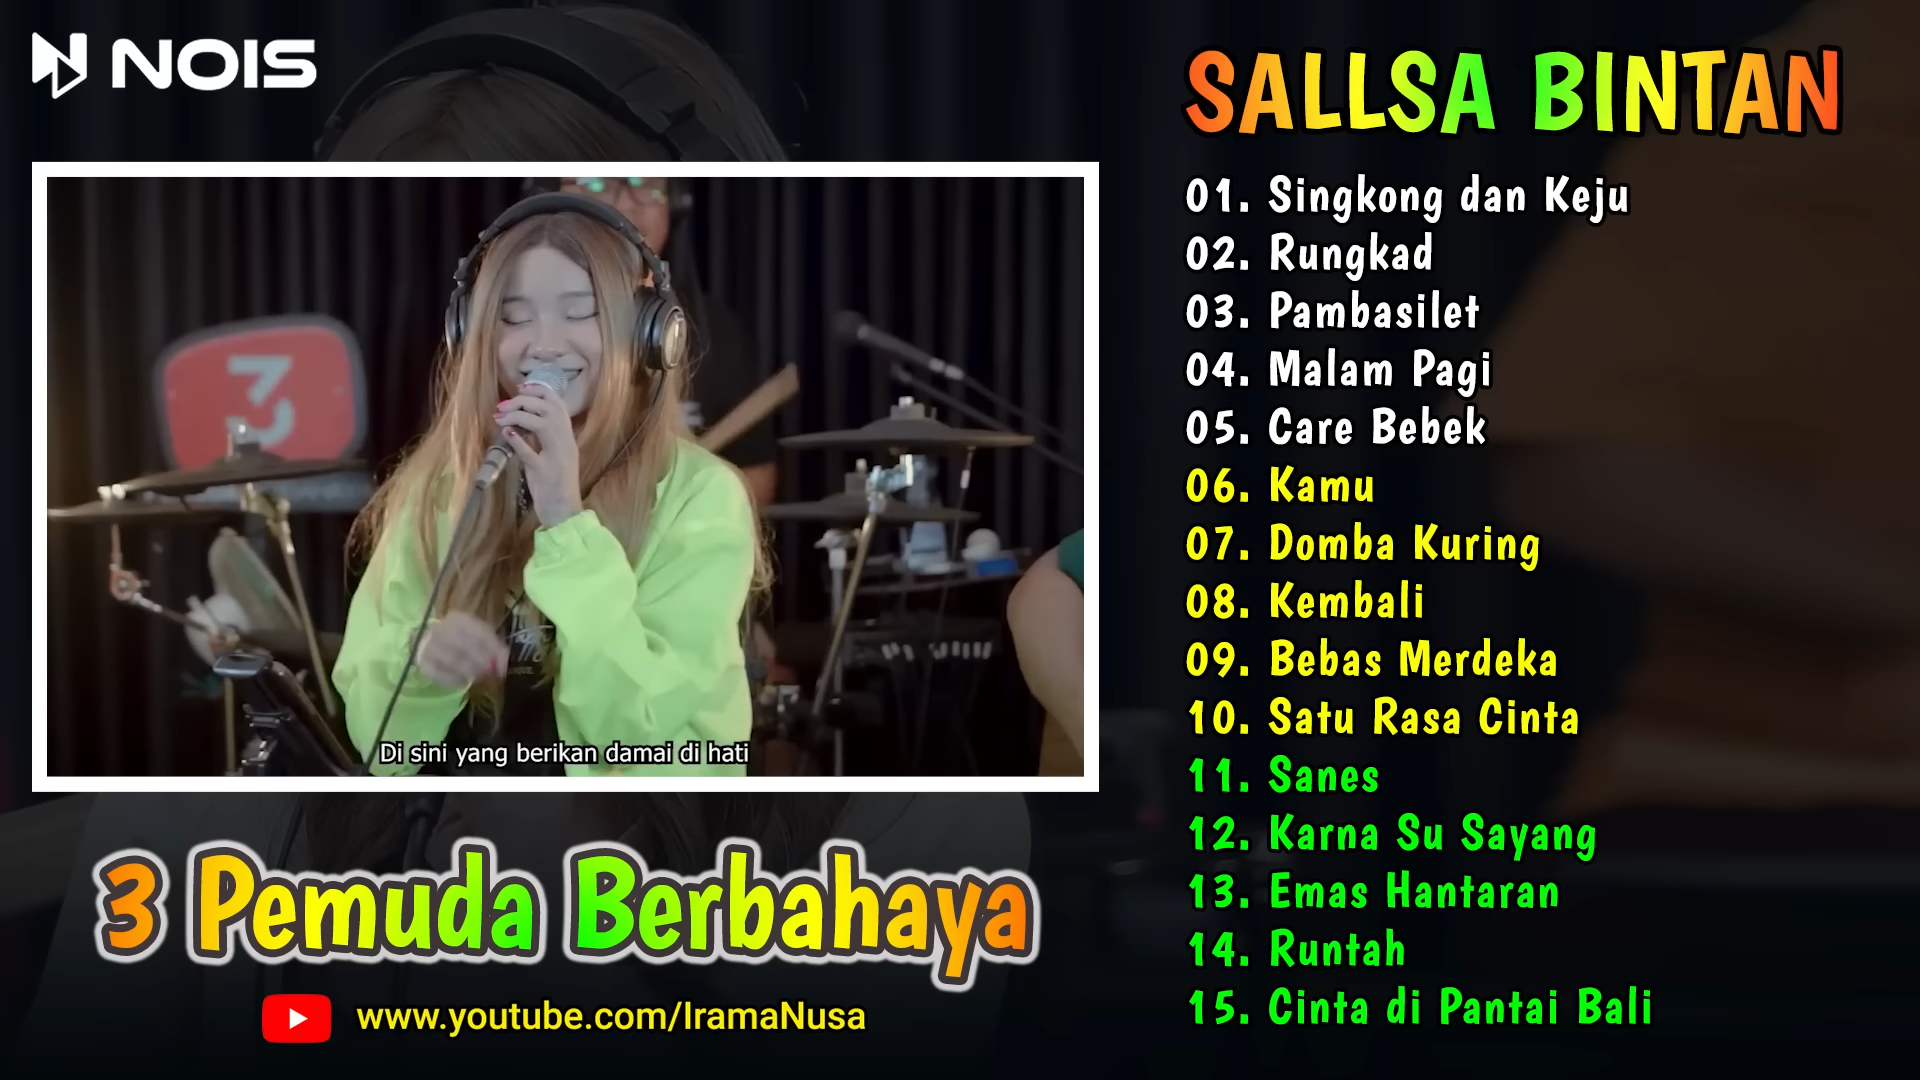 NOIS
SALLSA BINTAN
01. Singkong dan Keju
02. Rungkad
03. Pambasilet
04. Malam Pagi
05. Care Bebek
06. Kamu
07. Domba Kuring
08. Kembali
09. Bebas Merdeka
10. Satu Rasa Cinta
11. Sanes
12. Karna Su Sayang
13. Emas Hantaran
14. Runtah
15. Cinta di Pantai Bali
3
Di sini yang berikan damai di hati
3 Pemuda Berbahaya
www.youtube.com/IramaNusa